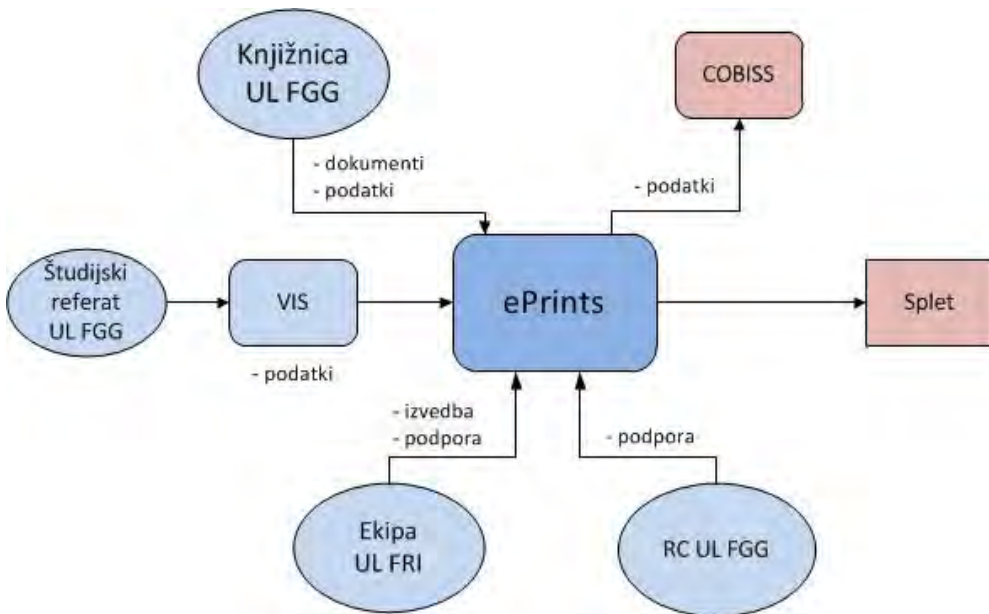 Knjižnica
UL FGG
COBISS
- dokumenti
- podatki
- podatki
Študijski
referat
UL FGG
VIS
ePrints
Splet
- podatki
- izvedba
- podpora
- podpora
Ekipa
UL FRI
RC UL FGG